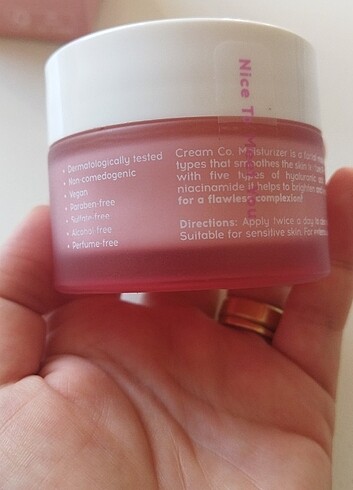 Nice T
• Dermatologically tested
• Non-comedogenic
• Vegan
• Paraben-free
• Sulfate-free
• Alcohol-free
• Perfume-free
Cream Co. Moisturizer is a
types that smoothes the skin
with five types of hyaluronic
niacinamide helps to brighten
for a flawless complexion!
Directions: Apply twice a day
Suitable for sensitive skin. For